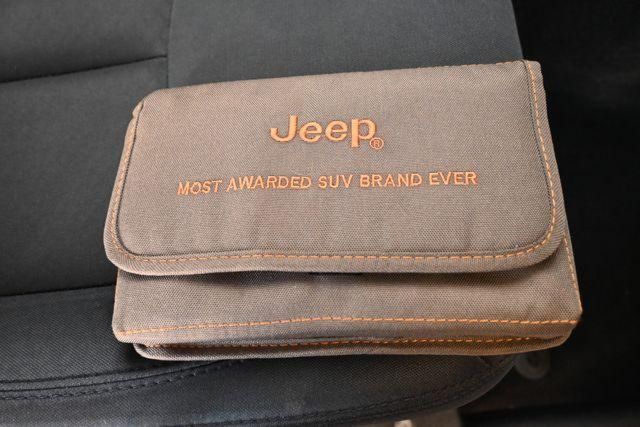 Jeep®
MOST AWARDED SUV BRAND EVER